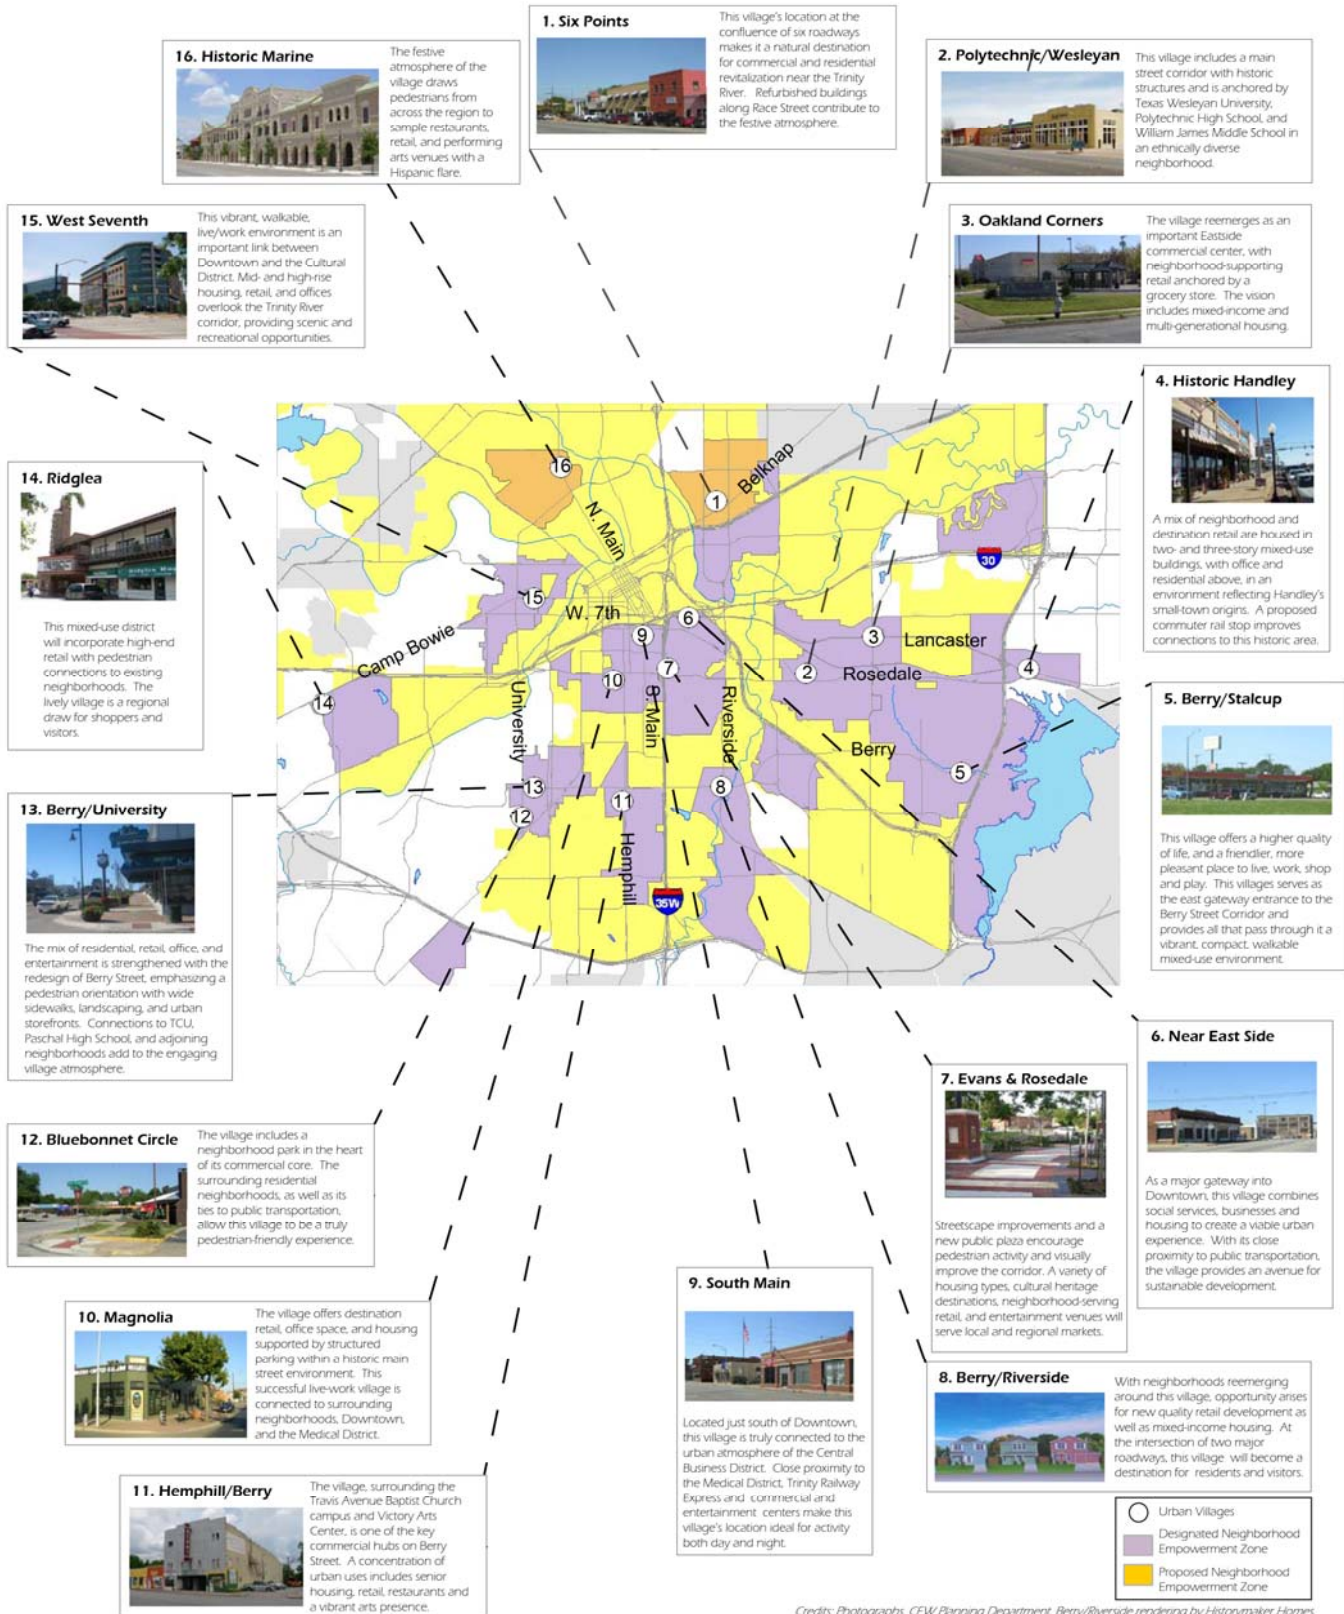 1. Six Points
This village's location at the
confluence of six roadways
makes it a natural destination
for commercial and residential
revitalization near the Trinity
River. Refurbished buildings
along Race Street contribute to
the festive atmosphere.
16. Historic Marine
The festive
atmosphere of the
village draws
pedestrians from
across the region to
sample restaurants,
retail, and performing
arts venues with a
Hispanic flare.
2. Polytechnic/Wesleyan
This village includes a main
street corridor with historic
structures and is anchored by
Texas Wesleyan University,
Polytechnic High School, and
William James Middle School in
an ethnically diverse
neighborhood.
15. West Seventh
This vibrant, walkable,
live/work environment is an
important link between
Downtown and the Cultural
District. Mid- and high-rise
housing, retail, and offices
overlook the Trinity River
corridor, providing scenic and
recreational opportunities.
3. Oakland Corners
The village reemerges as an
important Eastside
commercial center, with
neighborhood-supporting
retail anchored by a
grocery store. The vision
includes mixed-income and
multi-generational housing.
4. Historic Handley
A mix of neighborhood and
destination retail are housed in
two- and three-story mixed-use
buildings, with office and
residential above, in an
environment reflecting Handley's
small-town origins. A proposed
commuter rail stop improves
connections to this historic area.
14. Ridglea
This mixed-use district
will incorporate high-end
retail with pedestrian
connections to existing
neighborhoods. The
lively village is a regional
draw for shoppers and
visitors.
16
1
Belknap
N. Main
30
15
W. 7th
6
9
3
Lancaster
Camp Bowie
7
2
Rosedale
4
10
14
University
S. Main
Riverside
Berry
5
13
8
11
12
Hemphill
35W
5. Berry/Stalcup
This village offers a higher quality
of life, and a friendlier, more
pleasant place to live, work, shop
and play. This villages serves as
the east gateway entrance to the
Berry Street Corridor and
provides all that pass through it a
vibrant, compact, walkable
mixed-use environment.
13. Berry/University
The mix of residential, retail, office, and
entertainment is strengthened with the
redesign of Berry Street, emphasizing a
pedestrian orientation with wide
sidewalks, landscaping, and urban
storefronts. Connections to TCU,
Paschal High School, and adjoining
neighborhoods add to the engaging
village atmosphere.
6. Near East Side
As a major gateway into
Downtown, this village combines
social services, businesses and
housing to create a viable urban
experience. With its close
proximity to public transportation,
the village provides an avenue for
sustainable development.
7. Evans & Rosedale
Streetscape improvements and a
new public plaza encourage
pedestrian activity and visually
improve the corridor. A variety of
housing types, cultural heritage
destinations, neighborhood-serving
retail, and entertainment venues will
serve local and regional markets.
12. Bluebonnet Circle
The village includes a
neighborhood park in the heart
of its commercial core. The
surrounding residential
neighborhoods, as well as its
ties to public transportation,
allow this village to be a truly
pedestrian-friendly experience.
9. South Main
Located just south of Downtown,
this village is truly connected to the
urban atmosphere of the Central
Business District. Close proximity to
the Medical District, Trinity Railway
Express and commercial and
entertainment centers make this
village's location ideal for activity
both day and night.
10. Magnolia
The village offers destination
retail, office space, and housing
supported by structured
parking within a historic main
street environment. This
successful live-work village is
connected to surrounding
neighborhoods, Downtown,
and the Medical District.
8. Berry/Riverside
With neighborhoods reemerging
around this village, opportunity arises
for new quality retail development as
well as mixed-income housing. At
the intersection of two major
roadways, this village will become a
destination for residents and visitors.
11. Hemphill/Berry
The village, surrounding the
Travis Avenue Baptist Church
campus and Victory Arts
Center, is one of the key
commercial hubs on Berry
Street. A concentration of
urban uses includes senior
housing, retail, restaurants and
a vibrant arts presence.
Urban Villages
Designated Neighborhood
Empowerment Zone
Proposed Neighborhood
Empowerment Zone
Credits: Photographs, CFW Planning Department, Berry/Riverside rendering by Historymaker Homes